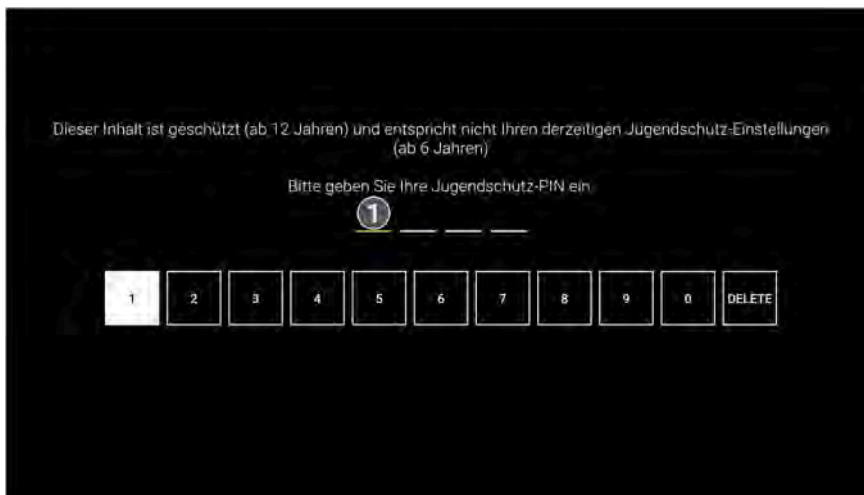 Dieser Inhalt ist geschützt (ab 12 Jahren) und entspricht nicht Ihren derzeitigen Jugendschutz-Einstellungen
(ab 6 Jahren)
Bitte geben Sie Ihre Jugendschutz-PIN ein
1
1 2 3 4 5 6 7 8 9 0 DELETE